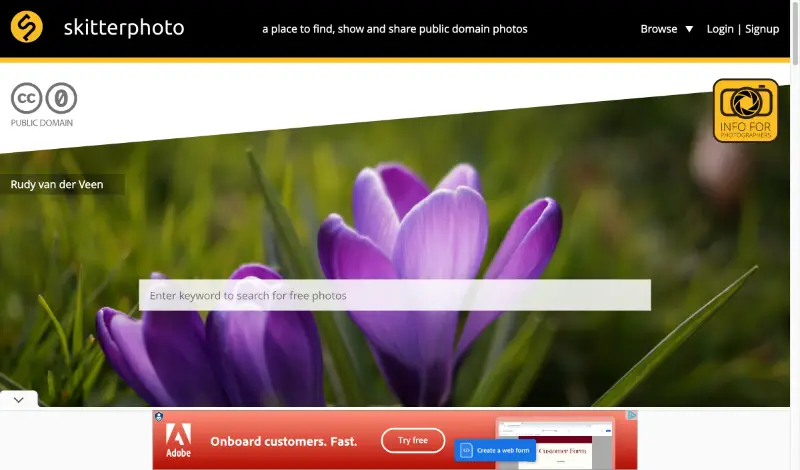 skitterphoto
a place to find, show and share public domain photos
Browse ▼
Login | Signup
cc 0
PUBLIC DOMAIN
INFO FOR
PHOTOGRAPHERS
Rudy van der Veen
Enter keyword to search for free photos
Adobe
Onboard customers. Fast.
Try free
Create a web form
Customer Form